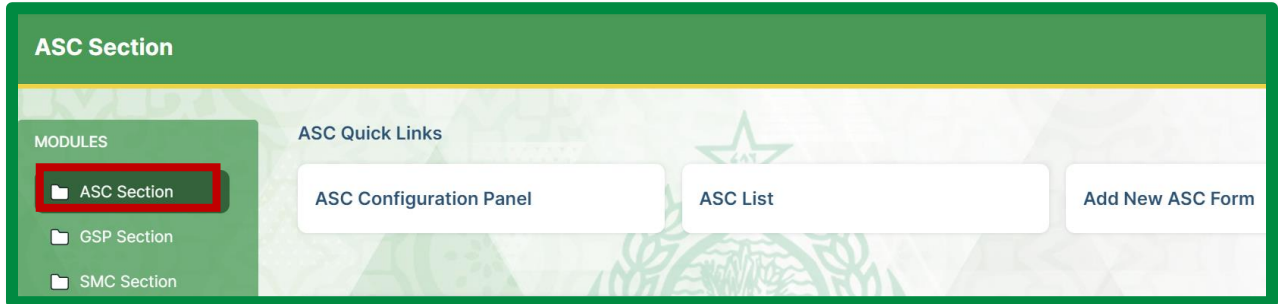 ASC Section
MODULES
ASC Section
GSP Section
SMC Section
ASC Quick Links
ASC Configuration Panel
ASC List
Add New ASC Form